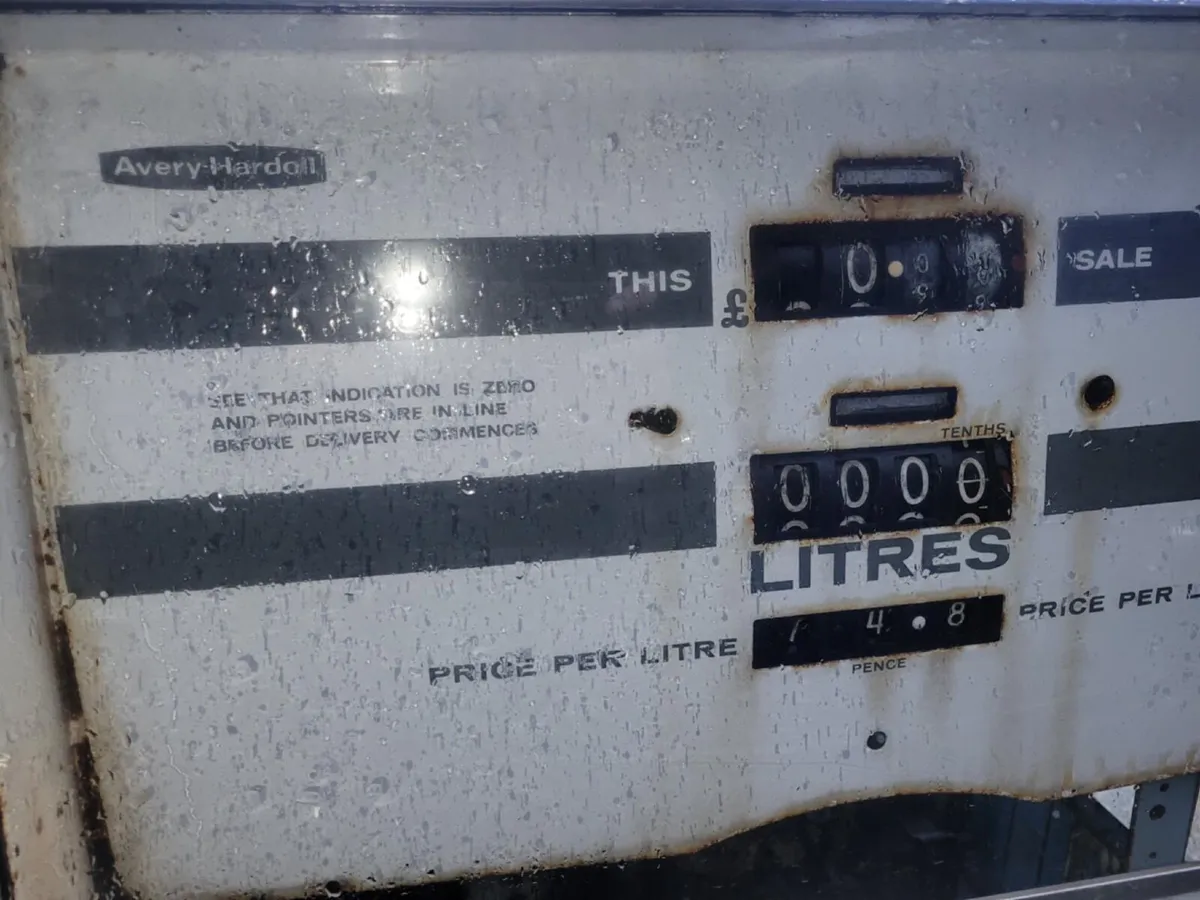 Avery-Hardoll
THIS
£
0
SALE
SEE THAT INDICATION IS ZERO
AND POINTERS ARE IN LINE
BEFORE DELIVERY COMMENCES
TENTHS
0000
LITRES
PRICE PER LITRE
4.8
PRICE PER L
PENCE